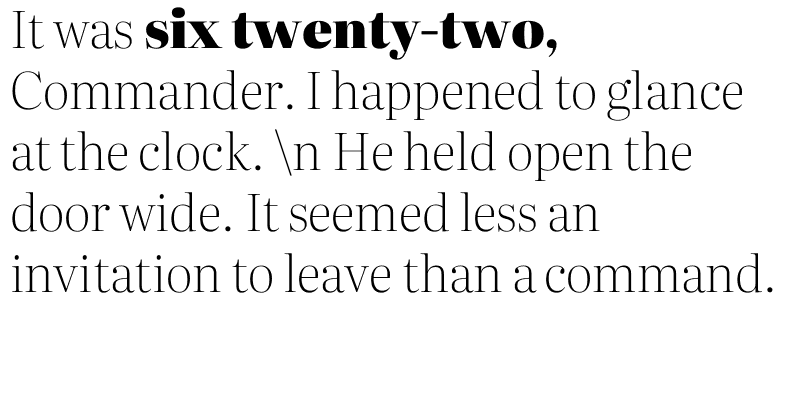 It was six twenty-two,
Commander. I happened to glance
at the clock. \n He held open the
door wide. It seemed less an
invitation to leave than a command.